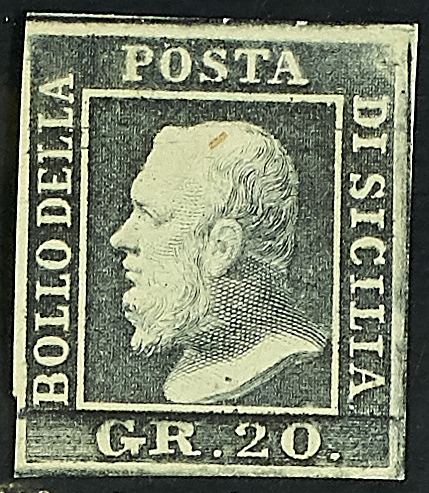 BOLLO DELLA
POSTA
DI SICILIA
GR. 20.